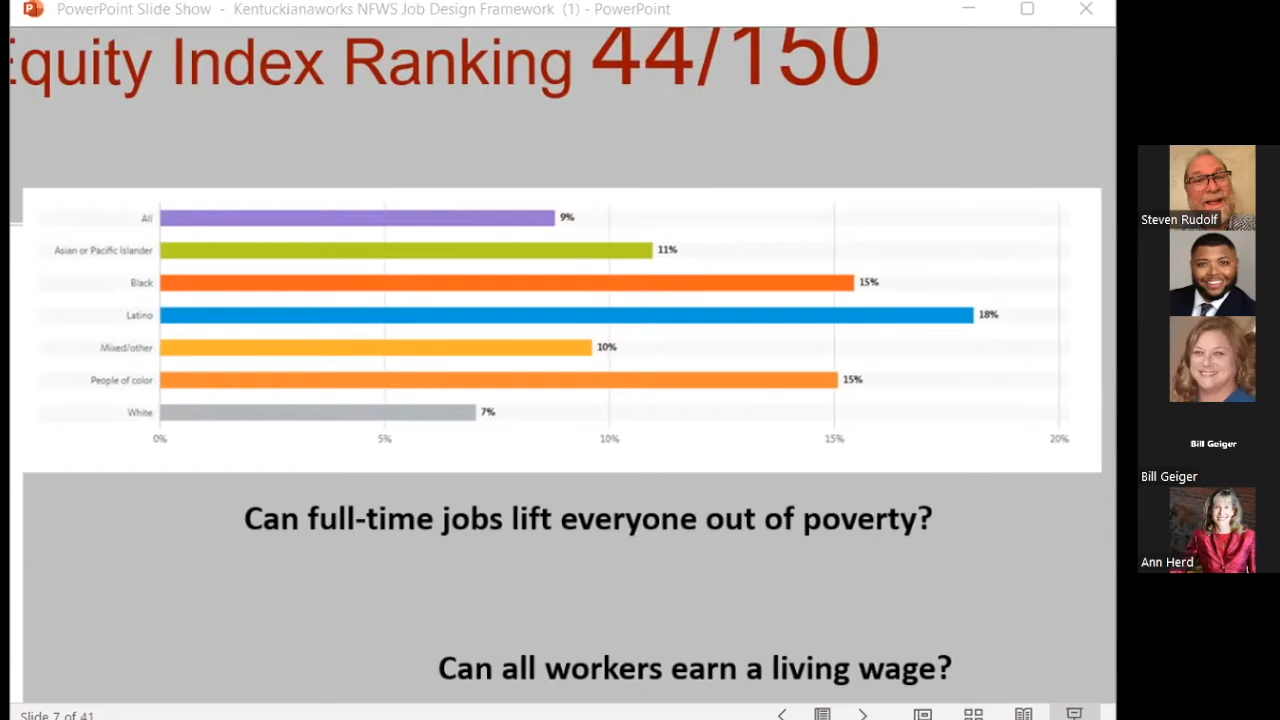 PowerPoint Slide Show - Kentuckianaworks NFWS Job Design Framework (1) - PowerPoint
Equity Index Ranking 44/150
All 9%
Asian or Pacific Islander 11%
Black 15%
Latino 18%
Mixed/other 10%
People of color 15%
White 7%
0% 5% 10% 15% 20%
Can full-time jobs lift everyone out of poverty?
Can all workers earn a living wage?
Slide 7 of 41
Steven Rudolf
Bill Geiger
Bill Geiger
Ann Herd